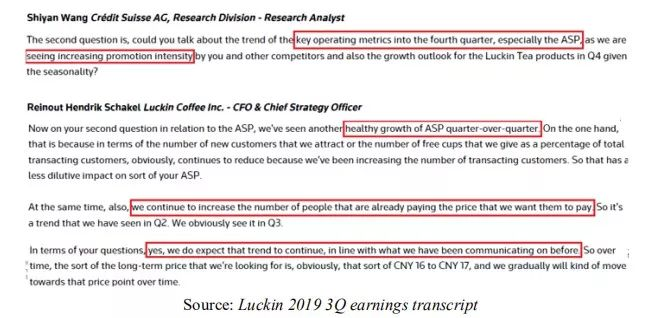 Shiyan Wang Crédit Suisse AG, Research Division - Research Analyst
The second question is, could you talk about the trend of the key operating metrics into the fourth quarter, especially the ASP, as we are
seeing increasing promotion intensity by you and other competitors and also the growth outlook for the Luckin Tea products in Q4 given
the seasonality?
Reinout Hendrik Schakel Luckin Coffee Inc. - CFO & Chief Strategy Officer
Now on your second question in relation to the ASP, we've seen another healthy growth of ASP quarter-over-quarter. On the one hand,
that is because in terms of the number of new customers that we attract or the number of free cups that we give as a percentage of total
transacting customers, obviously, continues to reduce because we've been increasing the number of transacting customers. So that has a
less dilutive impact on sort of your ASP.
At the same time, also, we continue to increase the number of people that are already paying the price that we want them to pay. So it's
a trend that we have seen in Q2. We obviously see it in Q3.
In terms of your questions, yes, we do expect that trend to continue, in line with what we have been communicating on before. So over
time, the sort of the long-term price that we're looking for is, obviously, that sort of CNY 16 to CNY 17, and we gradually will kind of move
towards that price point over time.
Source: Luckin 2019 3Q earnings transcript